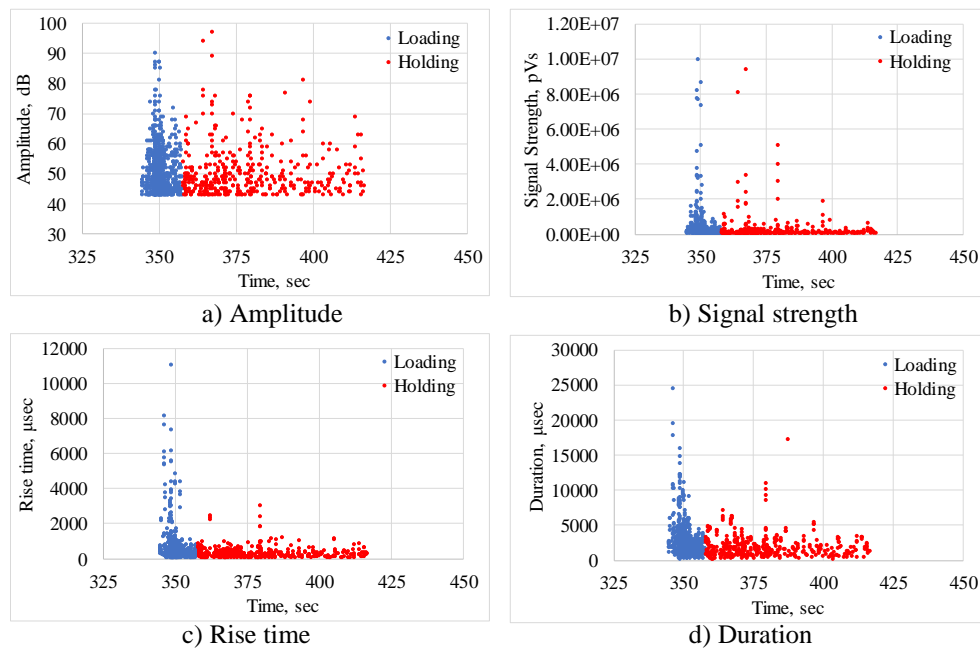 100
90
80
70
60
50
40
30
Amplitude, dB
325 350 375 400 425 450
Time, sec
Loading
Holding
a) Amplitude
1.20E+07
1.00E+07
8.00E+06
6.00E+06
4.00E+06
2.00E+06
0.00E+00
Signal Strength, pVs
325 350 375 400 425 450
Time, sec
Loading
Holding
b) Signal strength
12000
10000
8000
6000
4000
2000
0
Rise time, µsec
325 350 375 400 425 450
Time, sec
Loading
Holding
c) Rise time
30000
25000
20000
15000
10000
5000
0
Duration, µsec
325 350 375 400 425 450
Time, sec
Loading
Holding
d) Duration